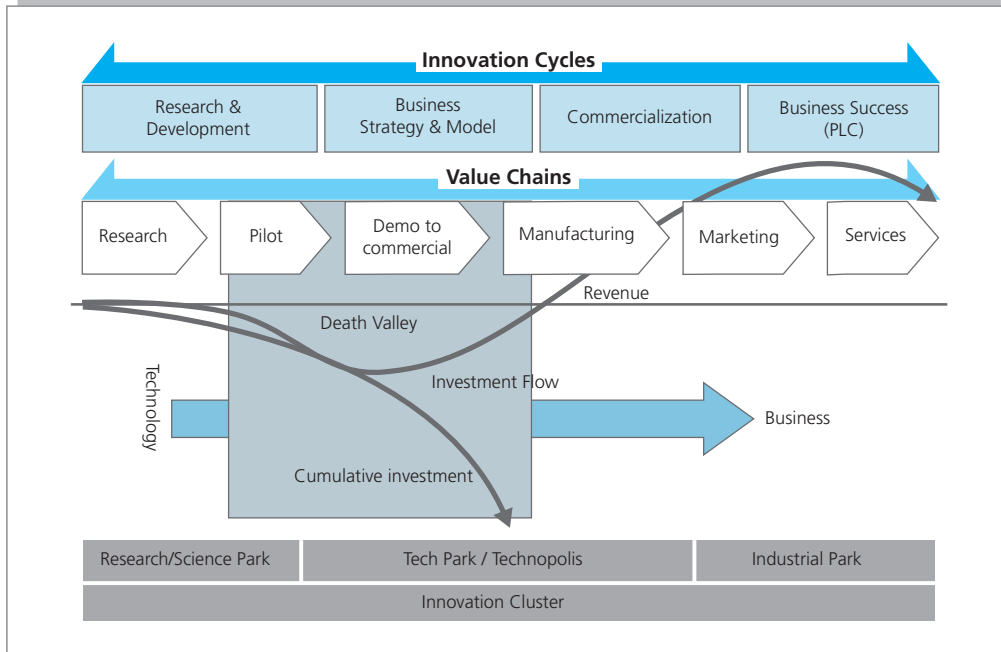 Innovation Cycles
Research &
Development
Business
Strategy & Model
Commercialization
Business Success
(PLC)
Value Chains
Research
Pilot
Demo to
commercial
Manufacturing
Marketing
Services
Revenue
Death Valley
Investment Flow
Technology
Business
Cumulative investment
Research/Science Park
Tech Park / Technopolis
Industrial Park
Innovation Cluster